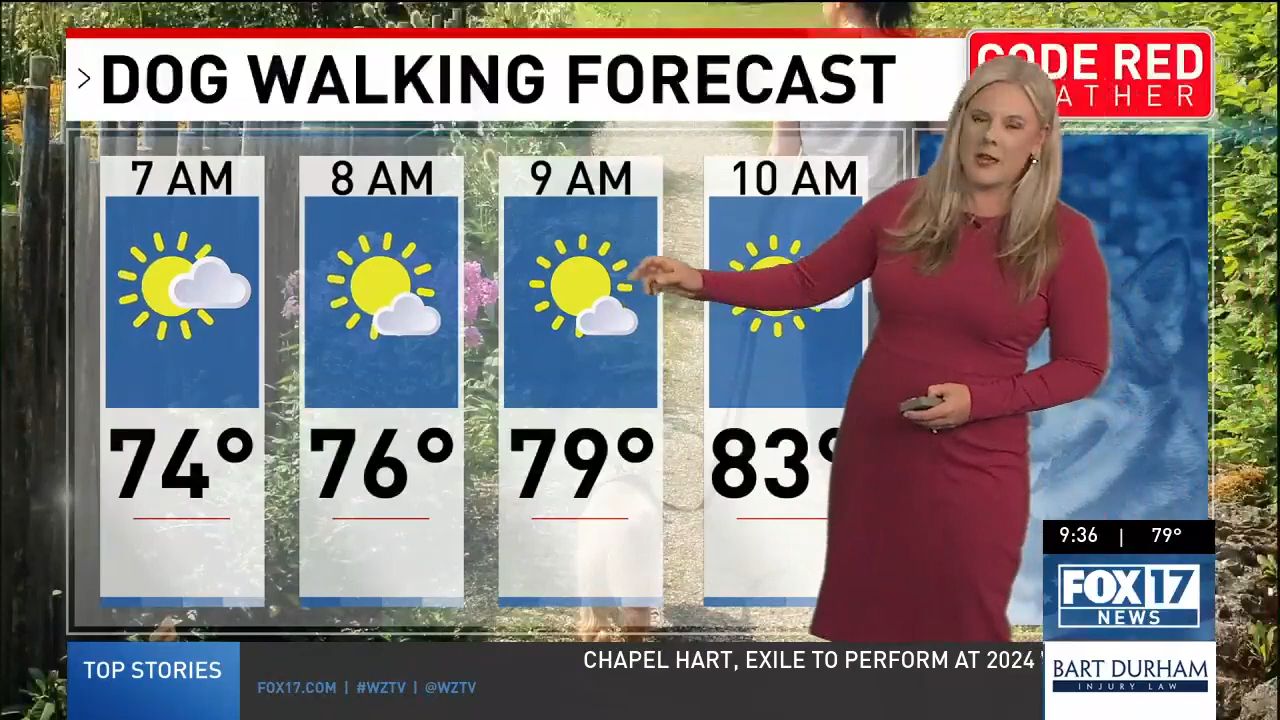 > DOG WALKING FORECAST
CODE RED
ATHER
7 AM
8 AM
9 AM
10 AM
74°
76°
79°
83°
9:36 | 79°
FOX 17
NEWS
TOP STORIES
CHAPEL HART, EXILE TO PERFORM AT 2024
FOX17.COM | #WZTV | @WZTV
BART DURHAM
INJURY LAW